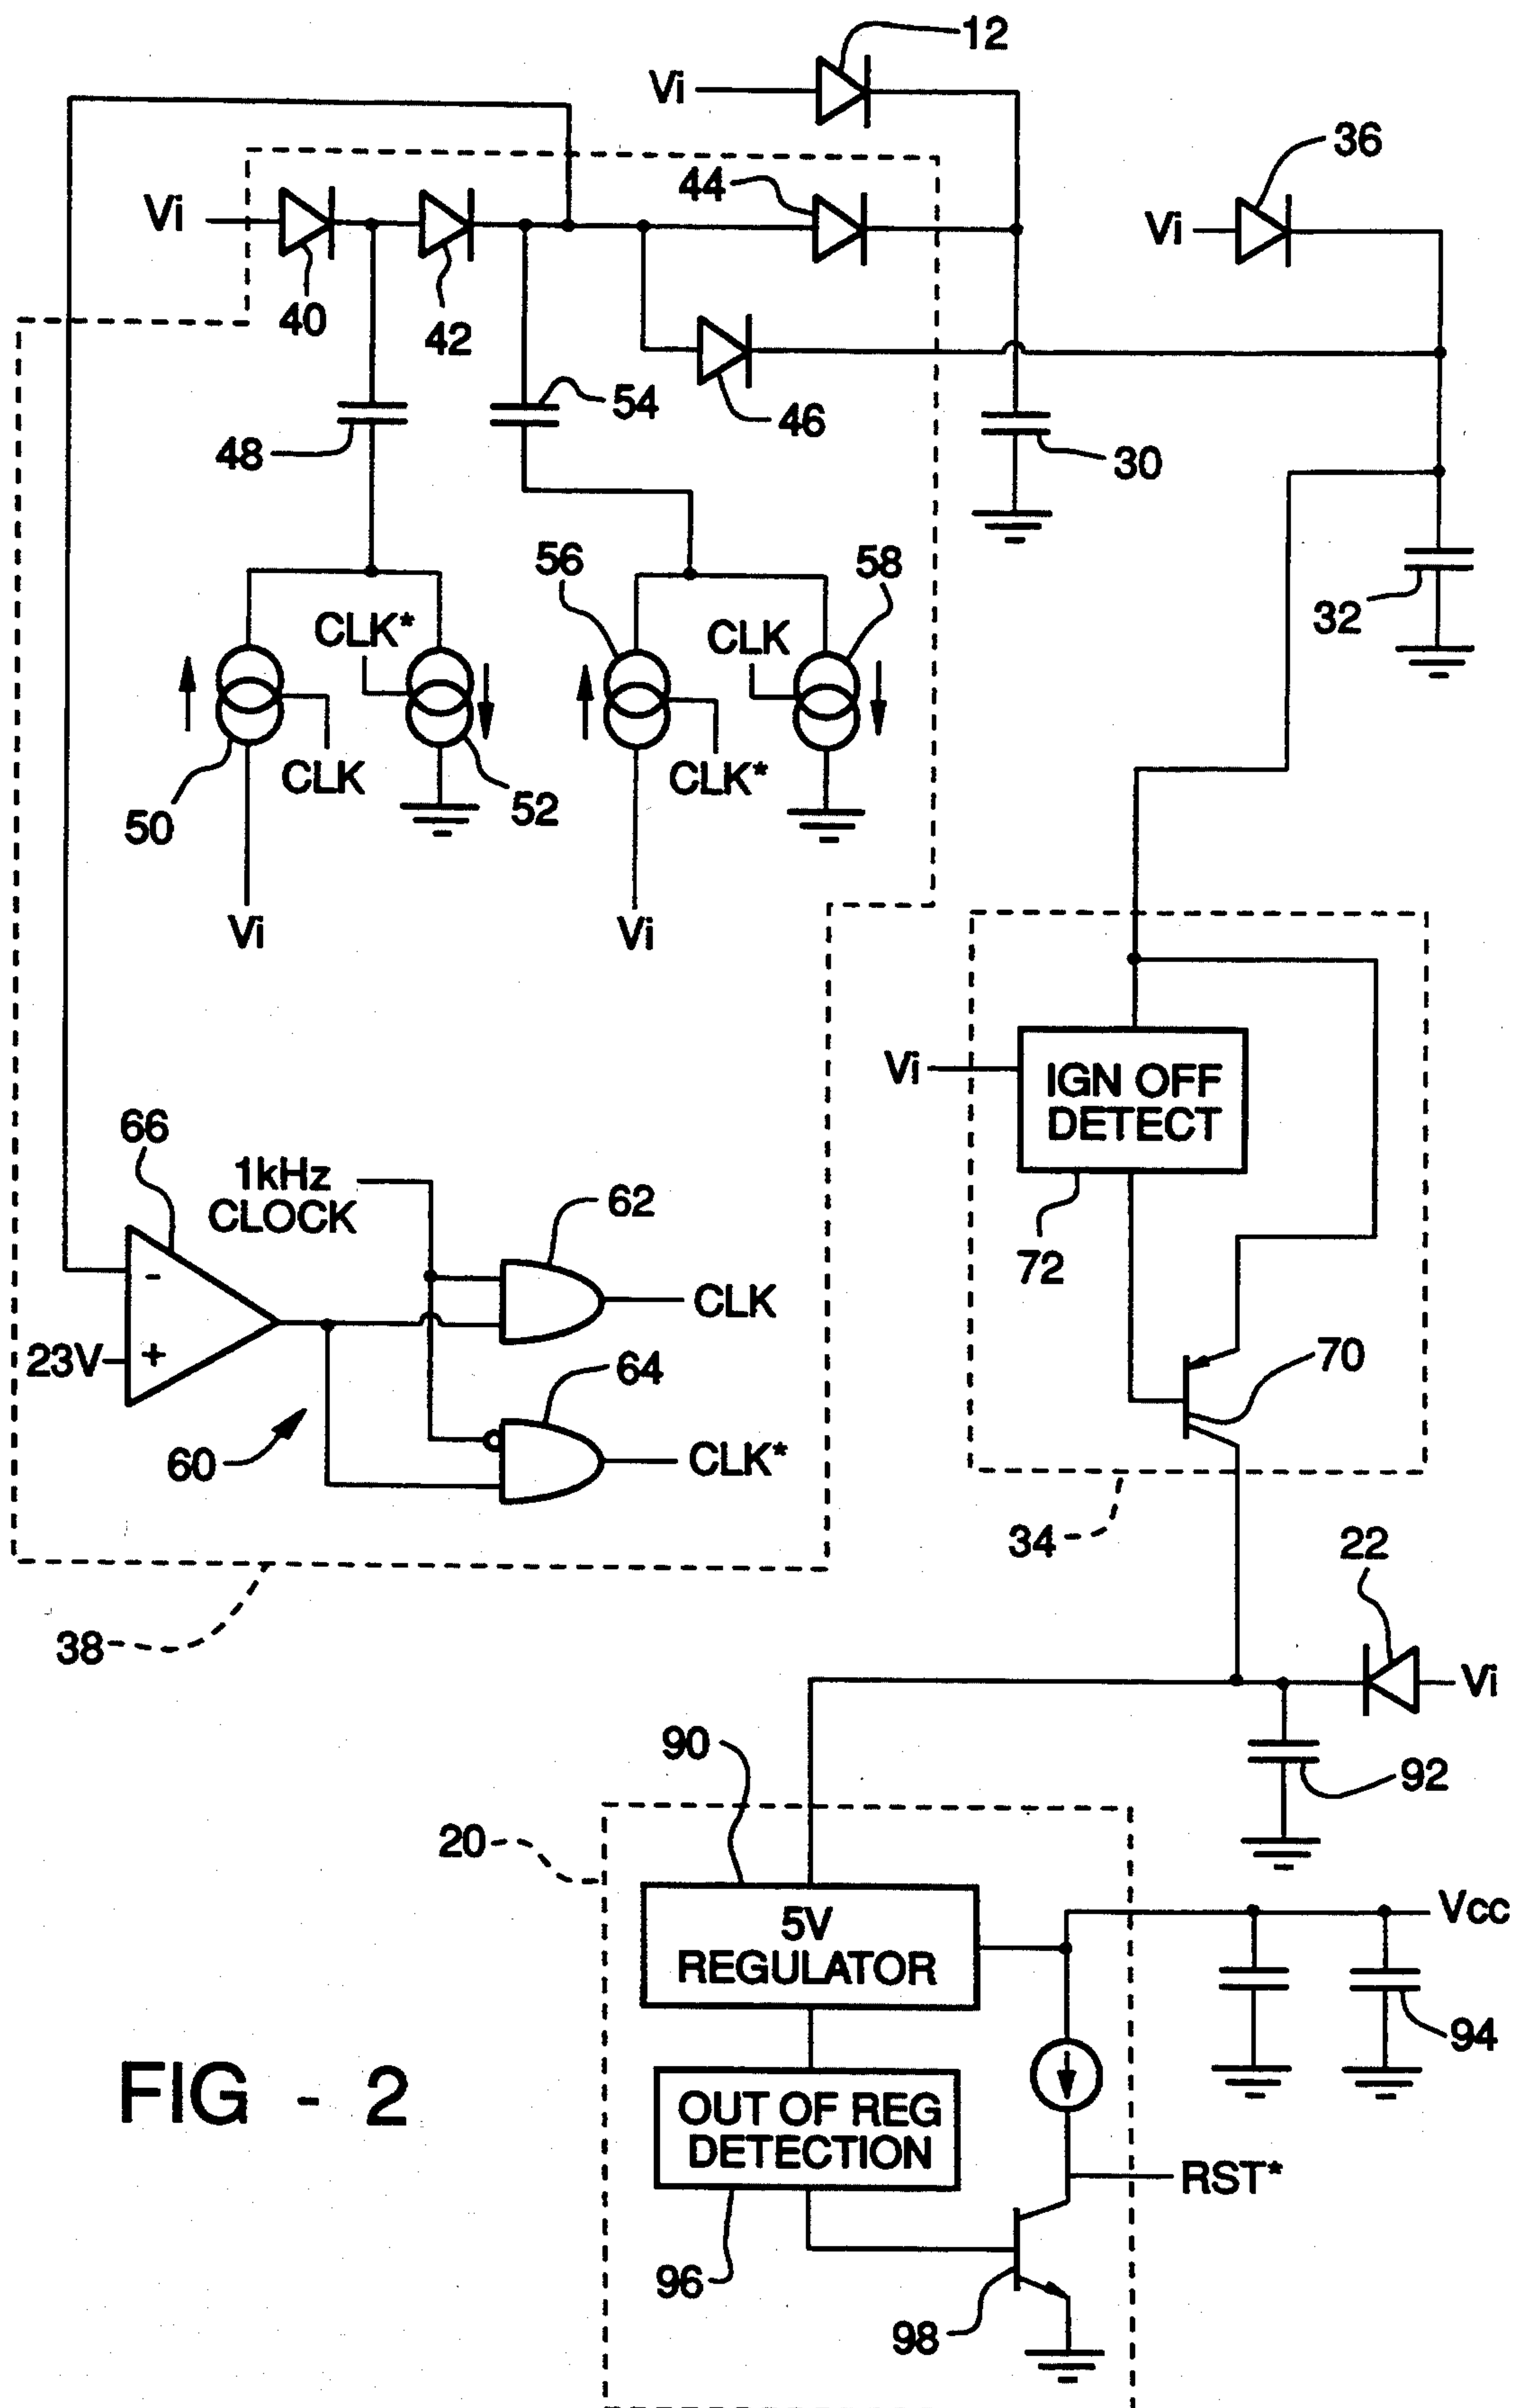 12
Vi
36
44
Vi
Vi
40
42
54
46
48
30
56
58
32
CLK*
CLK
CLK
CLK*
50
52
Vi
Vi
Vi
IGN OFF
DETECT
66
1kHz
CLOCK
62
72
-
CLK
23V
+
64
70
60
CLK*
34
22
38
Vi
90
92
20
Vcc
5V
REGULATOR
94
FIG - 2
OUT OF REG
DETECTION
RST*
96
98